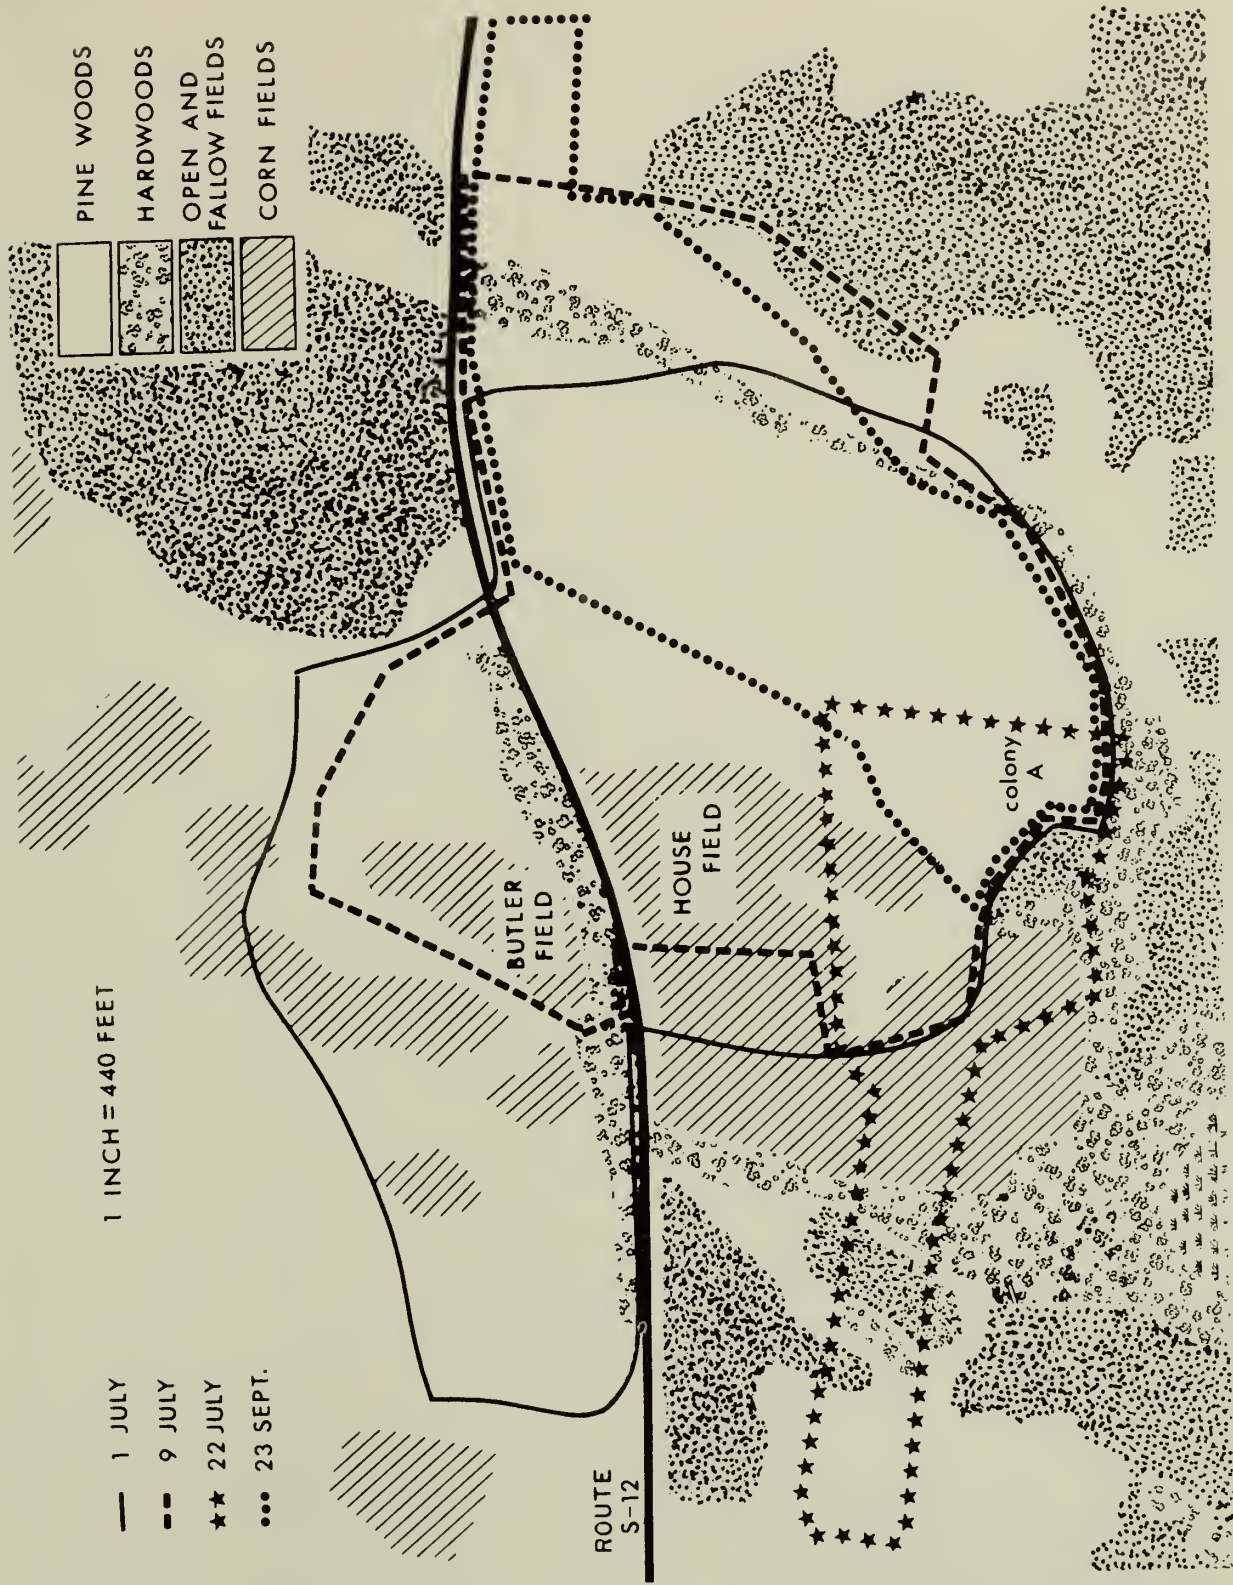 PINE WOODS
HARDWOODS
OPEN AND
FALLOW FIELDS
CORN FIELDS
1 INCH = 440 FEET
1 JULY
9 JULY
22 JULY
23 SEPT.
BUTLER
FIELD
HOUSE
FIELD
colony
A
ROUTE
S-12